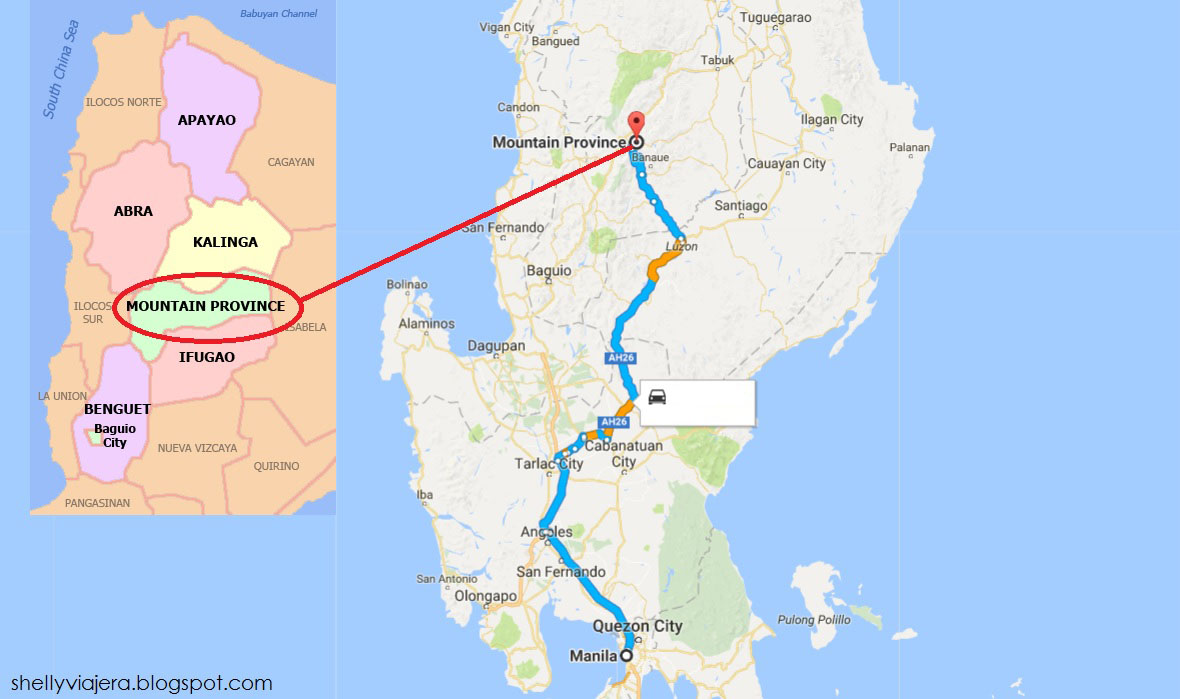 Babuyan Channel
South China Sea
ILOCOS NORTE
APAYAO
CAGAYAN
ABRA
KALINGA
MOUNTAIN PROVINCE
ILOCOS
SUR
ISABELA
IFUGAO
LA UNION
BENGUET
Baguio
City
NUEVA VIZCAYA
QUIRINO
PANGASINAN
Tuguegarao
Vigan City
Bangued
Tabuk
Candon
Ilagan City
Mountain Province
Banaue
Palanan
Cauayan City
Santiago
San Fernando
Luzon
Baguio
Bolinao
Alaminos
Dagupan
AH26
AH26
Cabanatuan
City
Tarlac City
Iba
Angeles
San Fernando
San Antonio
Olongapo
Pulong Polillo
Quezon City
Manila
shellyviajera.blogspot.com